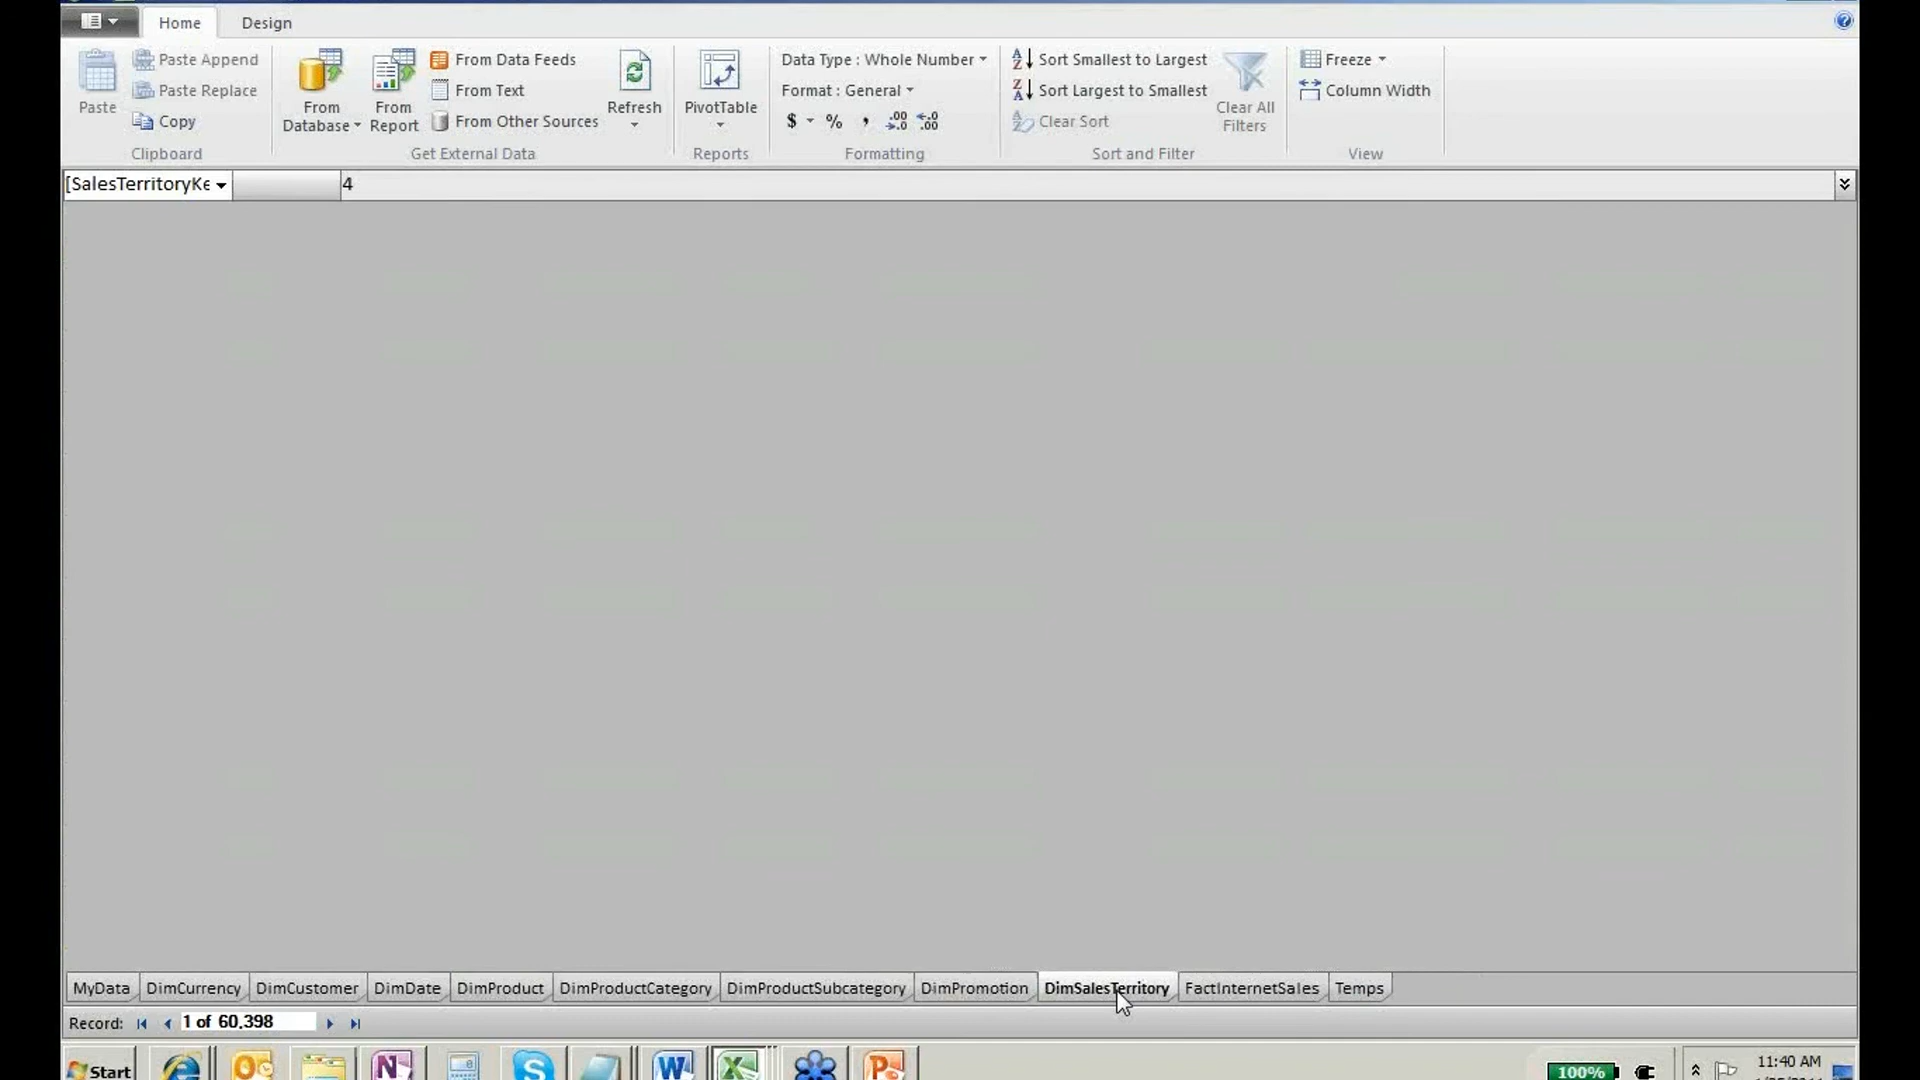 Home Design
Paste
Paste Append
Paste Replace
Copy
Clipboard
From Database
From Report
From Data Feeds
From Text
From Other Sources
Get External Data
Refresh
PivotTable
Reports
Data Type : Whole Number
Format : General
$ % , .00 .0 .0 .00
Formatting
Sort Smallest to Largest
Sort Largest to Smallest
Clear Sort
Clear All Filters
Sort and Filter
Freeze
Column Width
View
[SalesTerritoryKe 4
MyData DimCurrency DimCustomer DimDate DimProduct DimProductCategory DimProductSubcategory DimPromotion DimSalesTerritory FactInternetSales Temps
Record: 1 of 60,398
Start 100% 11:40 AM